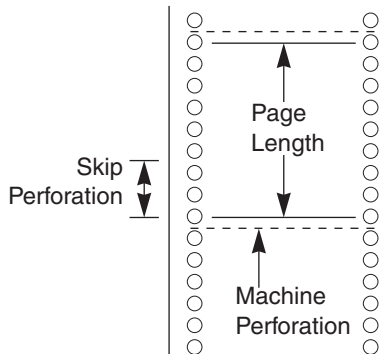 Page
Length
Skip
Perforation
Machine
Perforation